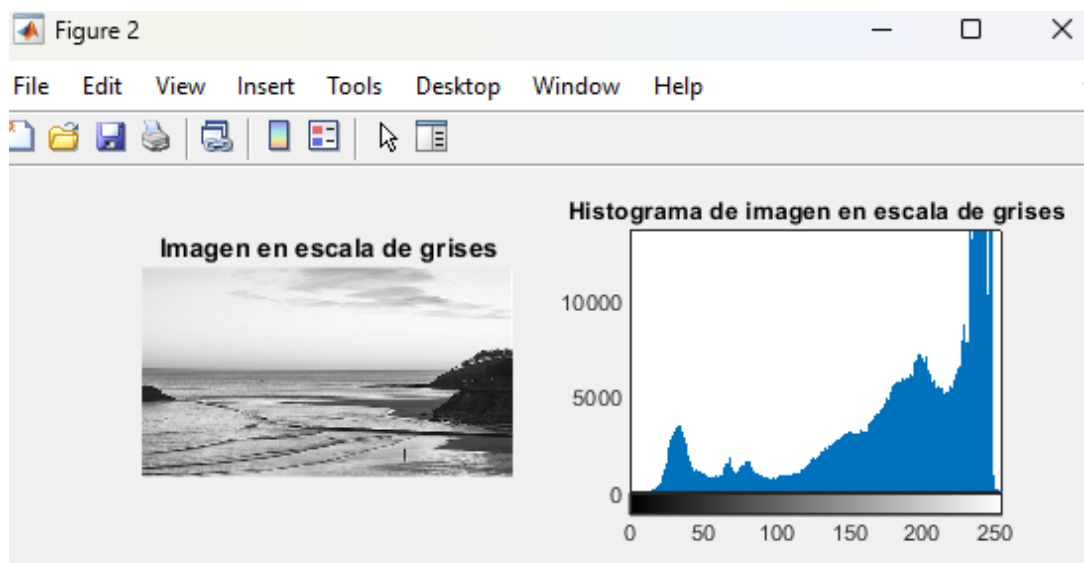 Figure 2
File Edit View Insert Tools Desktop Window Help
Imagen en escala de grises
Histograma de imagen en escala de grises
10000
5000
0
0 50 100 150 200 250